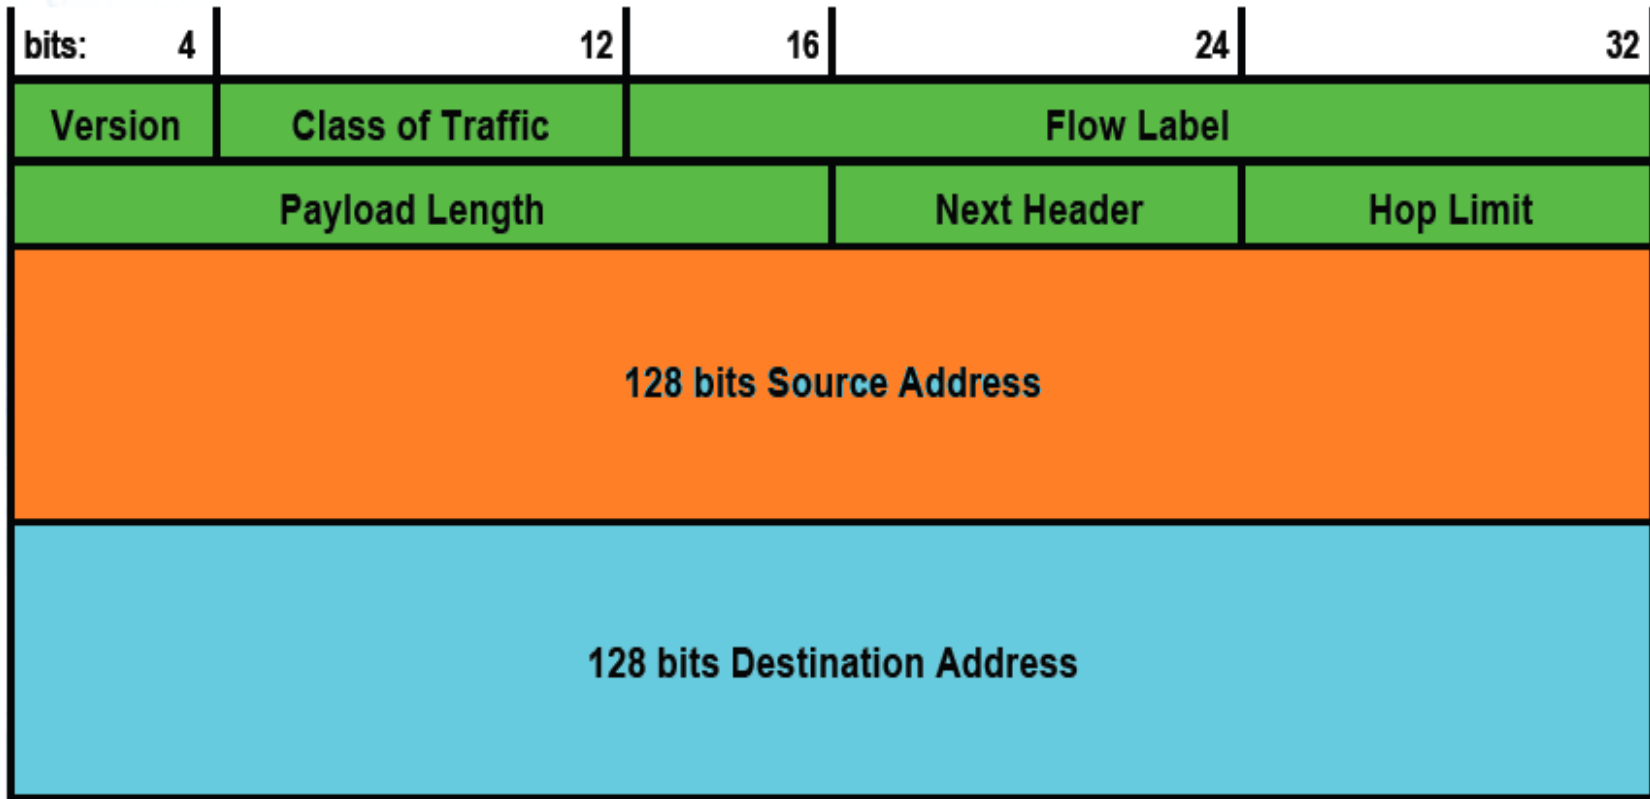 bits: 4 12 16 24 32
Version Class of Traffic Flow Label
Payload Length Next Header Hop Limit
128 bits Source Address
128 bits Destination Address